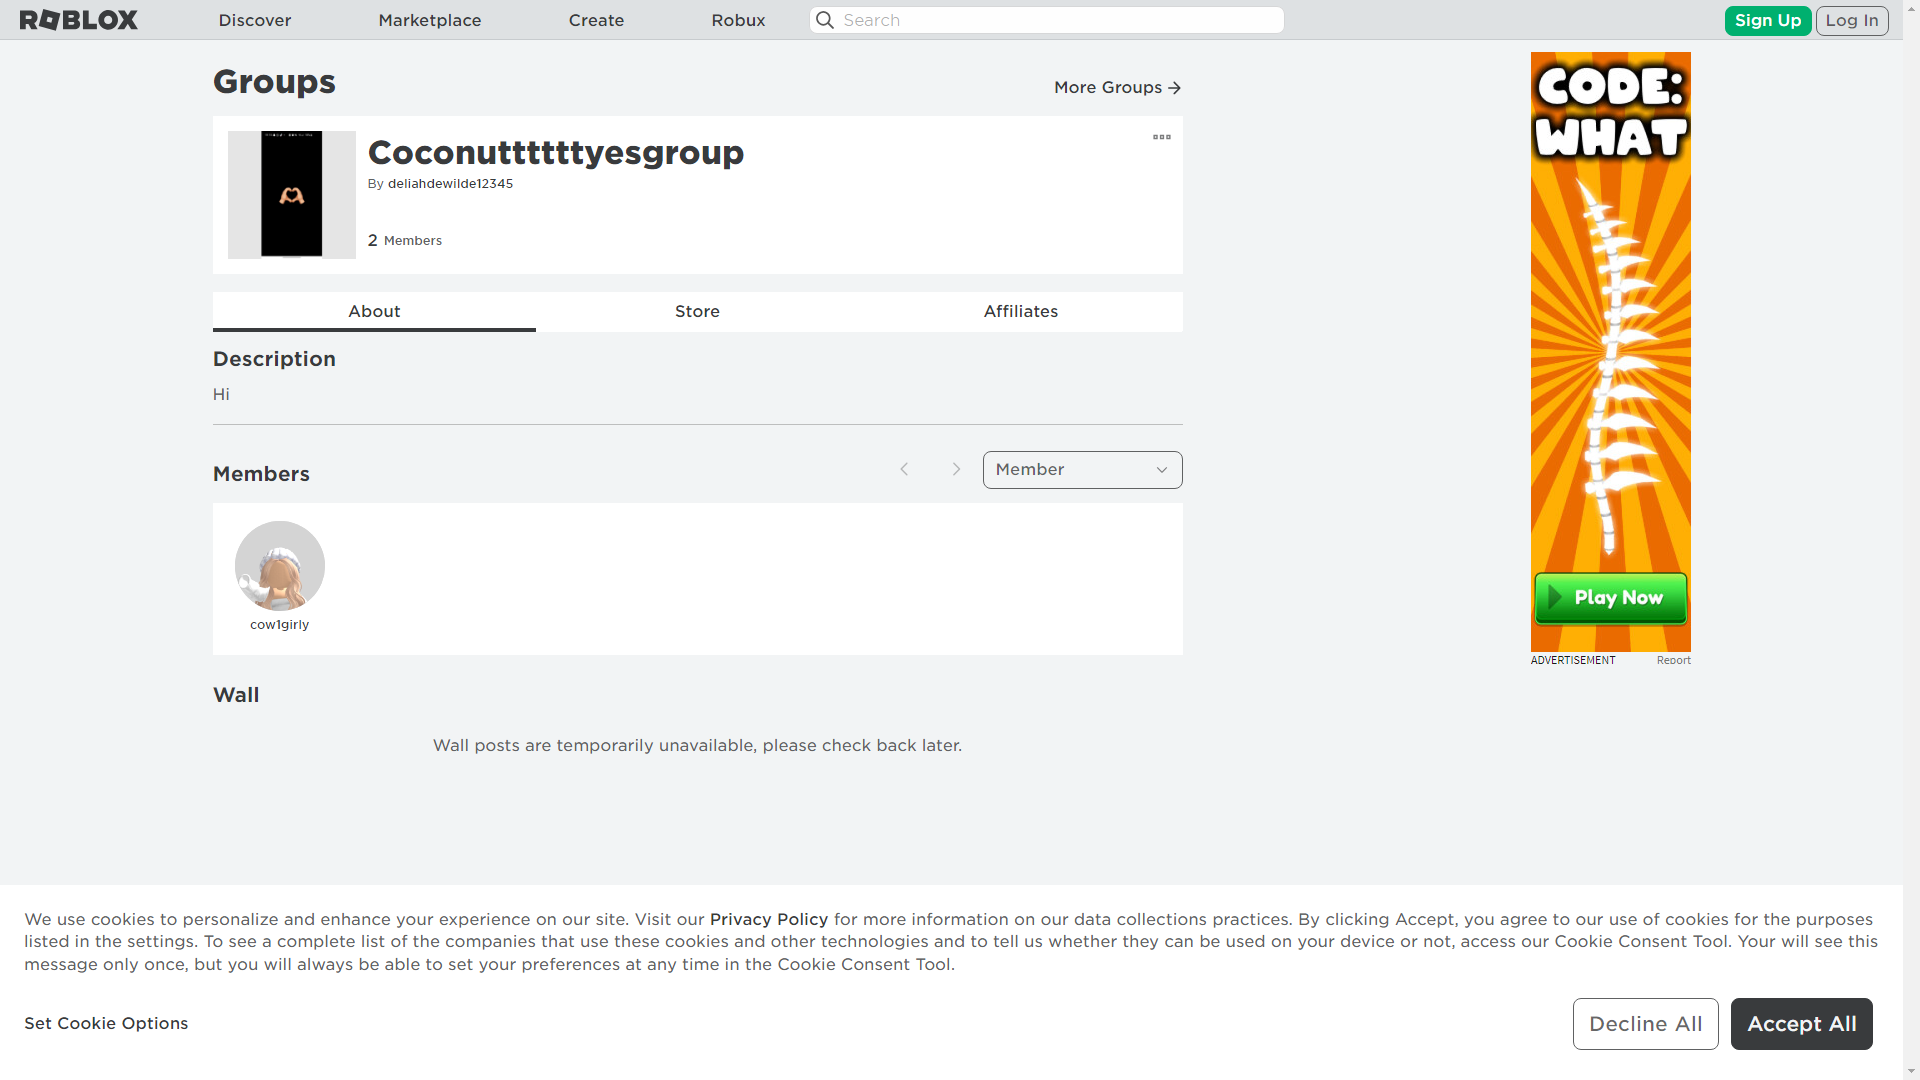 ROBLOX
Discover
Marketplace
Create
Robux
Search
Sign Up
Log In
Groups
More Groups
Coconuttttttyesgroup
By deliahdewilde12345
2 Members
About
Store
Affiliates
Description
Hi
Members
Member
cow1girly
Wall
Wall posts are temporarily unavailable, please check back later.
CODE:
WHAT
Play Now
ADVERTISEMENT
Report
We use cookies to personalize and enhance your experience on our site. Visit our Privacy Policy for more information on our data collections practices. By clicking Accept, you agree to our use of cookies for the purposes
listed in the settings. To see a complete list of the companies that use these cookies and other technologies and to tell us whether they can be used on your device or not, access our Cookie Consent Tool. Your will see this
message only once, but you will always be able to set your preferences at any time in the Cookie Consent Tool.
Set Cookie Options
Decline All
Accept All